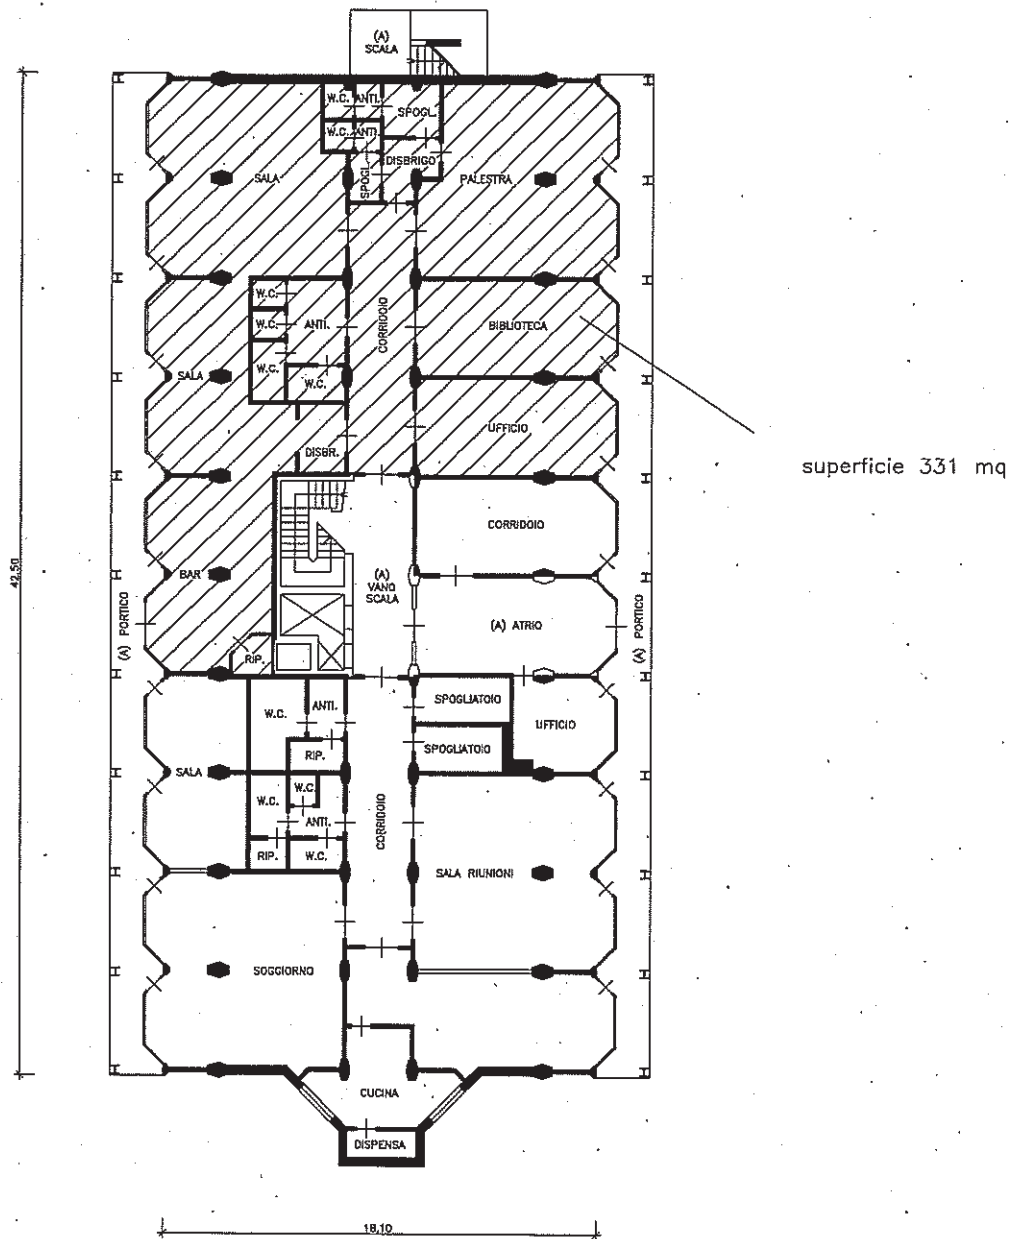 (A)
SCALA
W.C. ANTI.
SPOGL.
W.C. ANTI.
DISBRIGO
SALA
SPOGL.
PALESTRA
W.C.
W.C.
ANTI.
CORRIDOIO
BIBLIOTECA
SALA
W.C.
W.C.
UFFICIO
DISBR.
superficie 331 mq
CORRIDOIO
42,50
BAR
(A)
VANO
SCALA
(A) PORTICO
(A) ATRIO
(A) PORTICO
RIP.
W.C.
ANTI.
SPOGLIATOIO
UFFICIO
RIP.
SPOGLIATOIO
SALA
W.C.
W.C.
ANTI.
CORRIDOIO
RIP.
W.C.
SALA RIUNIONI
SOGGIORNO
CUCINA
DISPENSA
18,10